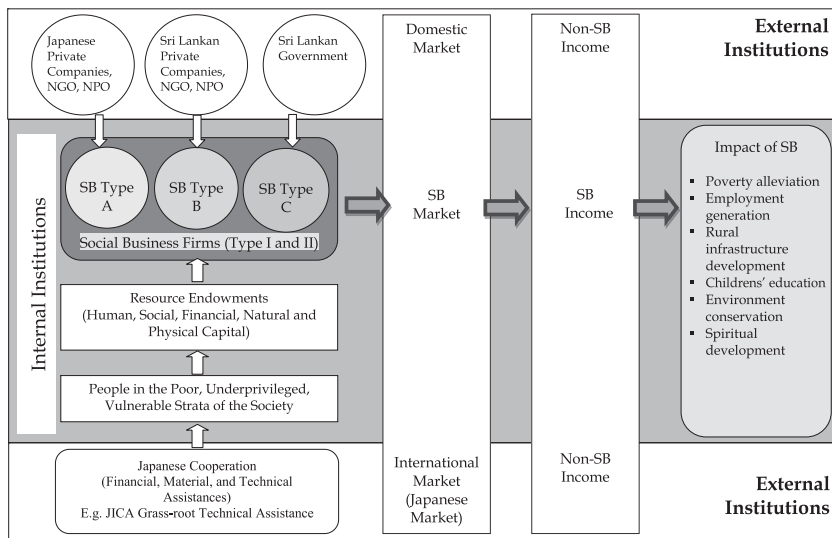 Japanese
Private
Companies,
NGO, NPO
Sri Lankan
Private
Companies,
NGO, NPO
Sri Lankan
Government
Domestic
Market
Non-SB
Income
External
Institutions
Internal Institutions
SB Type
A
SB Type
B
SB Type
C
Social Business Firms (Type I and II)
SB
Market
SB
Income
Impact of SB
▪ Poverty alleviation
▪ Employment
generation
▪ Rural
infrastructure
development
▪ Childrens' education
▪ Environment
conservation
▪ Spiritual
development
Resource Endowments
(Human, Social, Financial, Natural and
Physical Capital)
People in the Poor, Underprivileged,
Vulnerable Strata of the Society
Japanese Cooperation
(Financial, Material, and Technical
Assistances)
E.g. JICA Grass-root Technical Assistance
International
Market
(Japanese
Market)
Non-SB
Income
External
Institutions